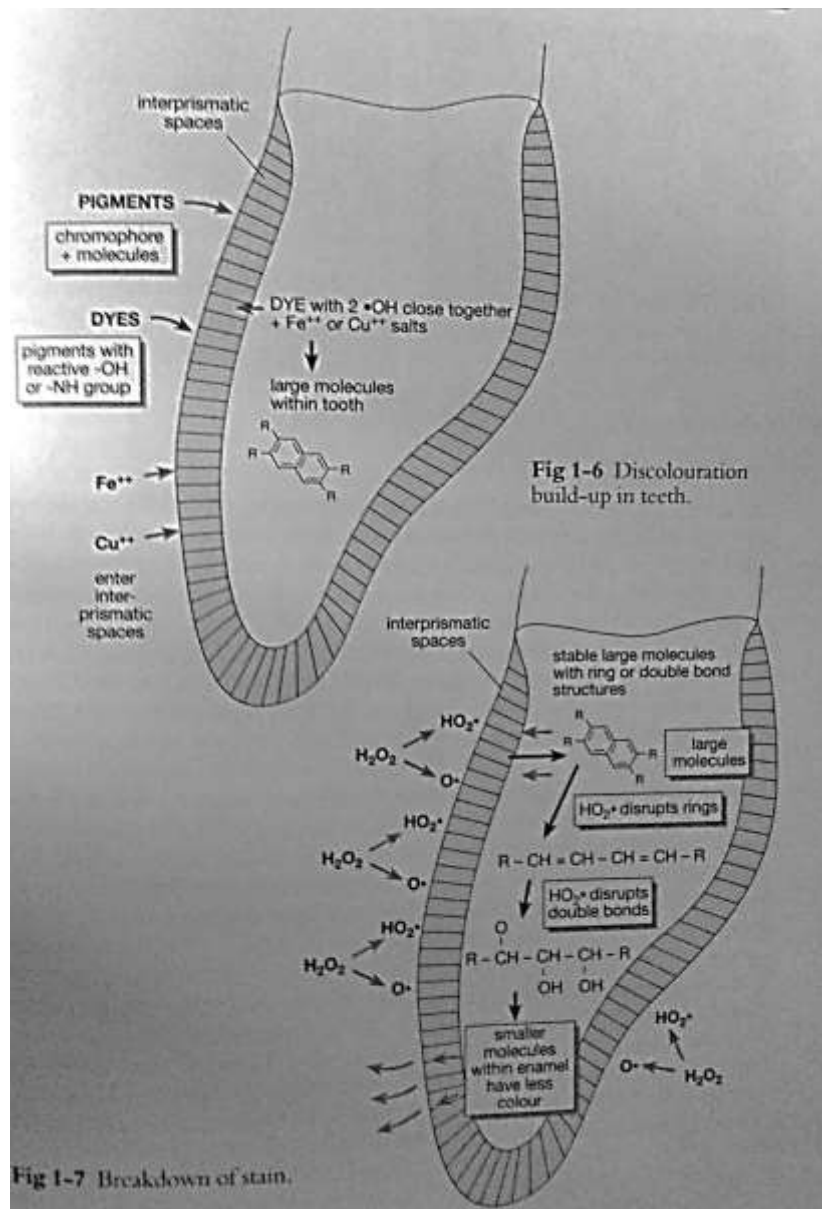 interprismatic
spaces
PIGMENTS
chromophore
+ molecules
DYES
pigments with
reactive -OH
or -NH group
DYE with 2 •OH close together
+ Fe++ or Cu++ salts
large molecules
within tooth
R
R
R
R
Fe++
Cu++
enter
inter-
prismatic
spaces
Fig 1-6 Discolouration
build-up in teeth.
interprismatic
spaces
stable large molecules
with ring or double bond
structures
R
R
R
R
large
molecules
H2O2
HO2•
O•
HO2• disrupts rings
R – CH = CH – CH = CH – R
H2O2
HO2•
O•
HO2• disrupts
double bonds
O
R – CH – CH – CH – R
OH OH
H2O2
HO2•
O•
smaller
molecules
within enamel
have less
colour
HO2•
O•
H2O2
Fig 1-7 Breakdown of stain.